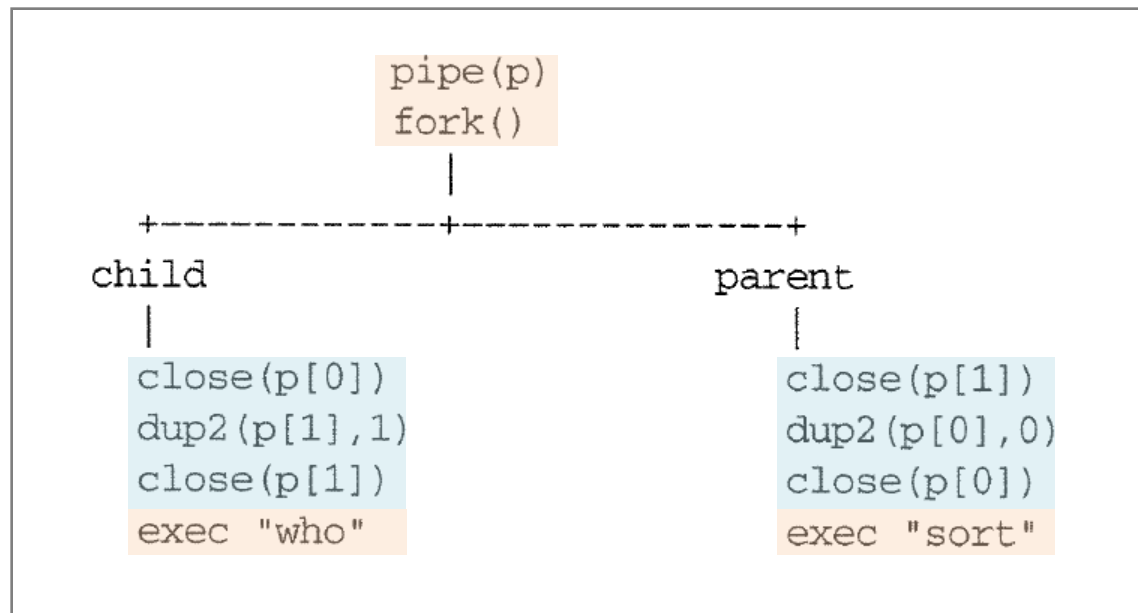 pipe(p)
fork()
|
+-------------+--------------+
child parent
| |
close(p[0]) close(p[1])
dup2(p[1],1) dup2(p[0],0)
close(p[1]) close(p[0])
exec "who" exec "sort"